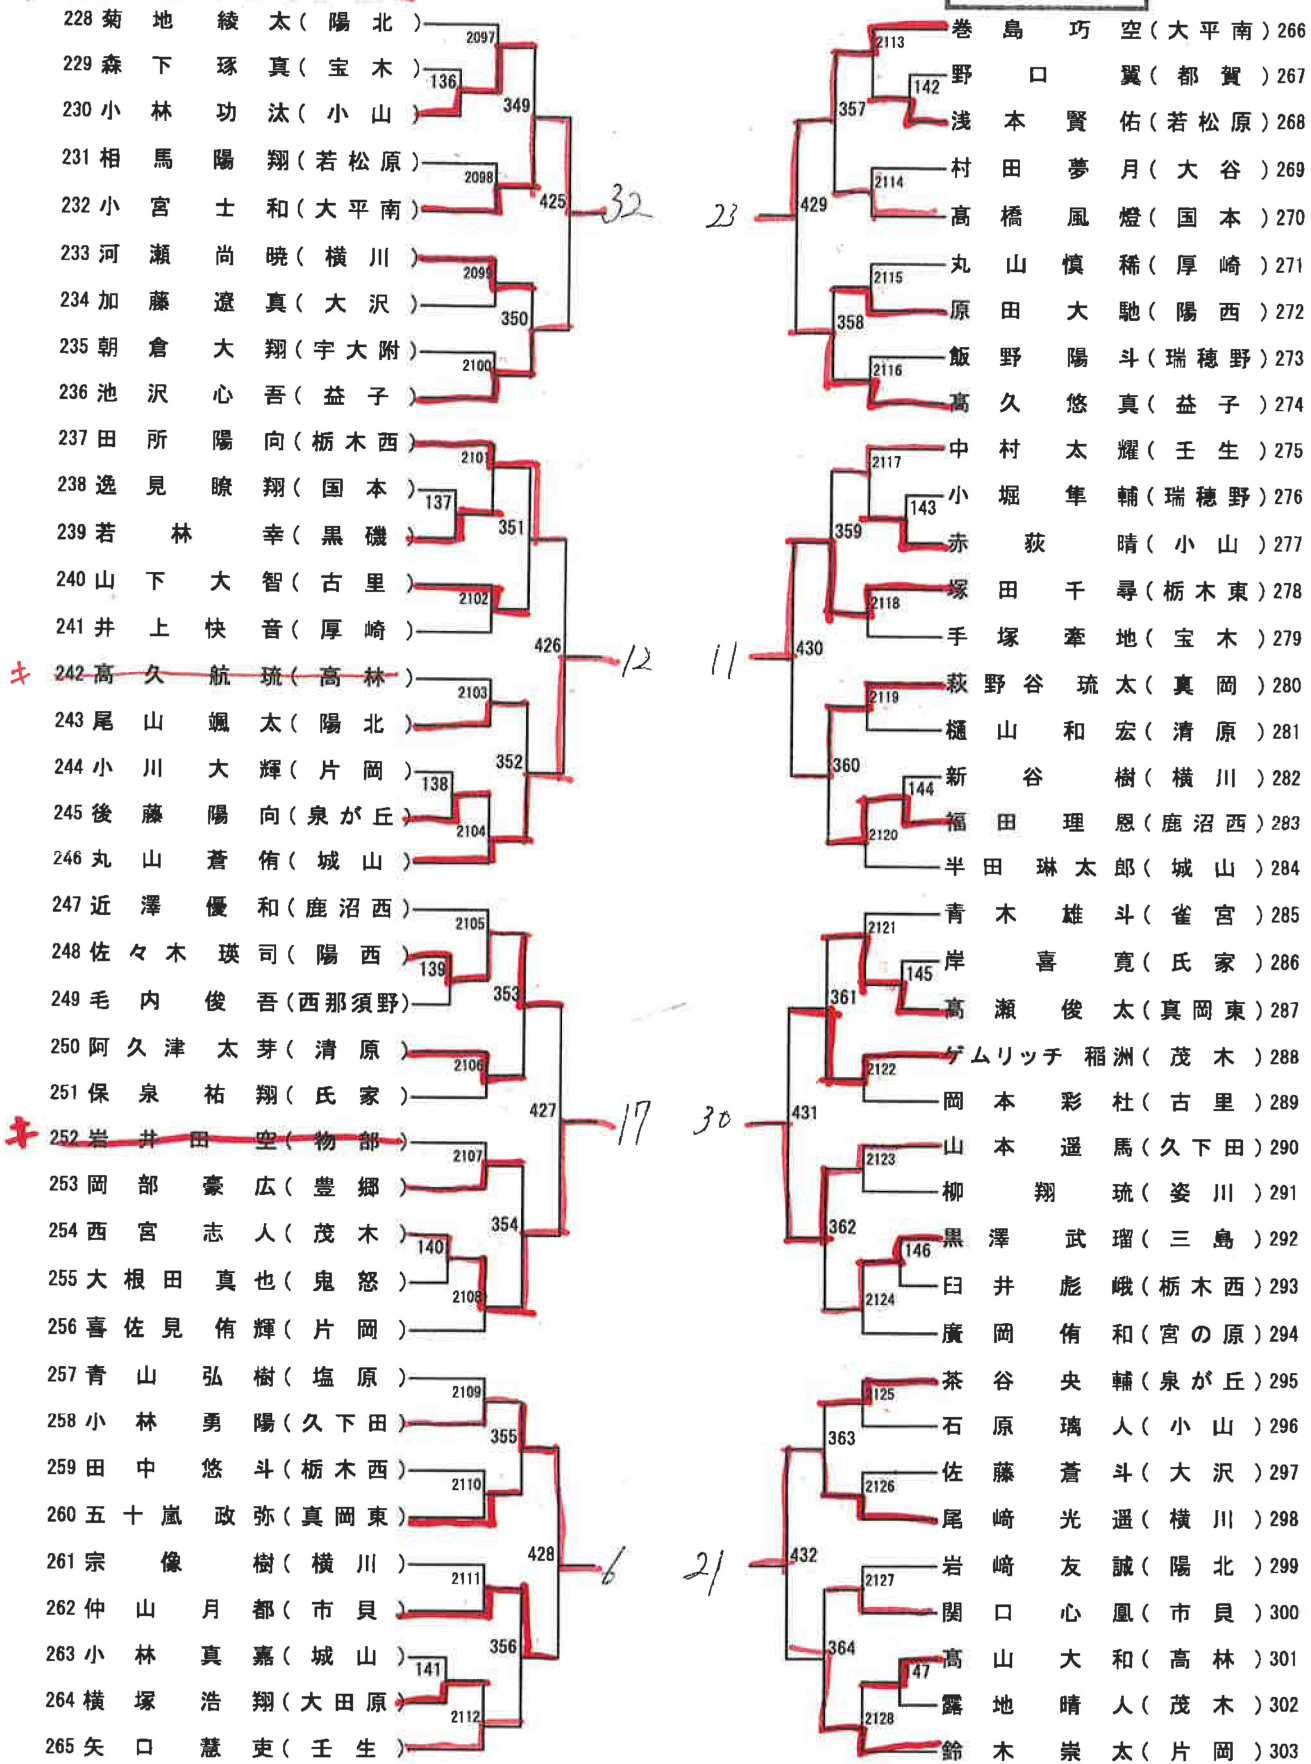 228 菊地 綾太(陽北)
229 森下 琢真(宝木)
230 小林 功汰(小山)
231 相馬 陽翔(若松原)
232 小宮 士和(大平南)
233 河瀬 尚暁(横川)
234 加藤 遼真(大沢)
235 朝倉 大翔(宇大附)
236 池沢 心吾(益子)
237 田所 陽向(栃木西)
238 逸見 瞭翔(国本)
239 若林 幸(黒磯)
240 山下 大智(古里)
241 井上 快音(厚崎)
キ 242 髙久 航琉(高林)
243 尾山 颯太(陽北)
244 小川 大輝(片岡)
245 後藤 陽向(泉が丘)
246 丸山 蒼侑(城山)
247 近澤 優和(鹿沼西)
248 佐々木 瑛司(陽西)
249 毛内 俊吾(西那須野)
250 阿久津 太芽(清原)
251 保泉 祐翔(氏家)
キ 252 岩井田 空(物部)
253 岡部 豪広(豊郷)
254 西宮 志人(茂木)
255 大根田 真也(鬼怒)
256 喜佐見 侑輝(片岡)
257 青山 弘樹(塩原)
258 小林 勇陽(久下田)
259 田中 悠斗(栃木西)
260 五十嵐 政弥(真岡東)
261 宗像 樹(横川)
262 仲山 月都(市貝)
263 小林 真嘉(城山)
264 横塚 浩翔(大田原)
265 矢口 慧吏(壬生)
136
137
138
139
140
141
2097
2098
2099
2100
2101
2102
2103
2104
2105
2106
2107
2108
2109
2110
2111
2112
349
350
351
352
353
354
355
356
425
426
427
428
32
12
17
6
23
11
30
21
429
430
431
432
357
358
359
360
361
362
363
364
2113
2114
2115
2116
2117
2118
2119
2120
2121
2122
2123
2124
2125
2126
2127
2128
142
143
144
145
146
147
巻島 巧空(大平南)266
野口 翼(都賀)267
浅本 賢佑(若松原)268
村田 夢月(大谷)269
髙橋 風燈(国本)270
丸山 慎稀(厚崎)271
原田 大馳(陽西)272
飯野 陽斗(瑞穂野)273
髙久 悠真(益子)274
中村 太耀(壬生)275
小堀 隼輔(瑞穂野)276
赤荻 晴(小山)277
塚田 千尋(栃木東)278
手塚 牽地(宝木)279
萩野谷 琉太(真岡)280
樋山 和宏(清原)281
新谷 樹(横川)282
福田 理恩(鹿沼西)283
半田 琳太郎(城山)284
青木 雄斗(雀宮)285
岸 喜寛(氏家)286
髙瀬 俊太(真岡東)287
ゲムリッチ 稲洲(茂木)288
岡本 彩杜(古里)289
山本 遥馬(久下田)290
柳 翔琉(姿川)291
黒澤 武瑠(三島)292
臼井 彪峨(栃木西)293
廣岡 侑和(宮の原)294
茶谷 央輔(泉が丘)295
石原 璃人(小山)296
佐藤 蒼斗(大沢)297
尾﨑 光遥(横川)298
岩﨑 友誠(陽北)299
関口 心凰(市貝)300
髙山 大和(高林)301
露地 晴人(茂木)302
鈴木 崇太(片岡)303